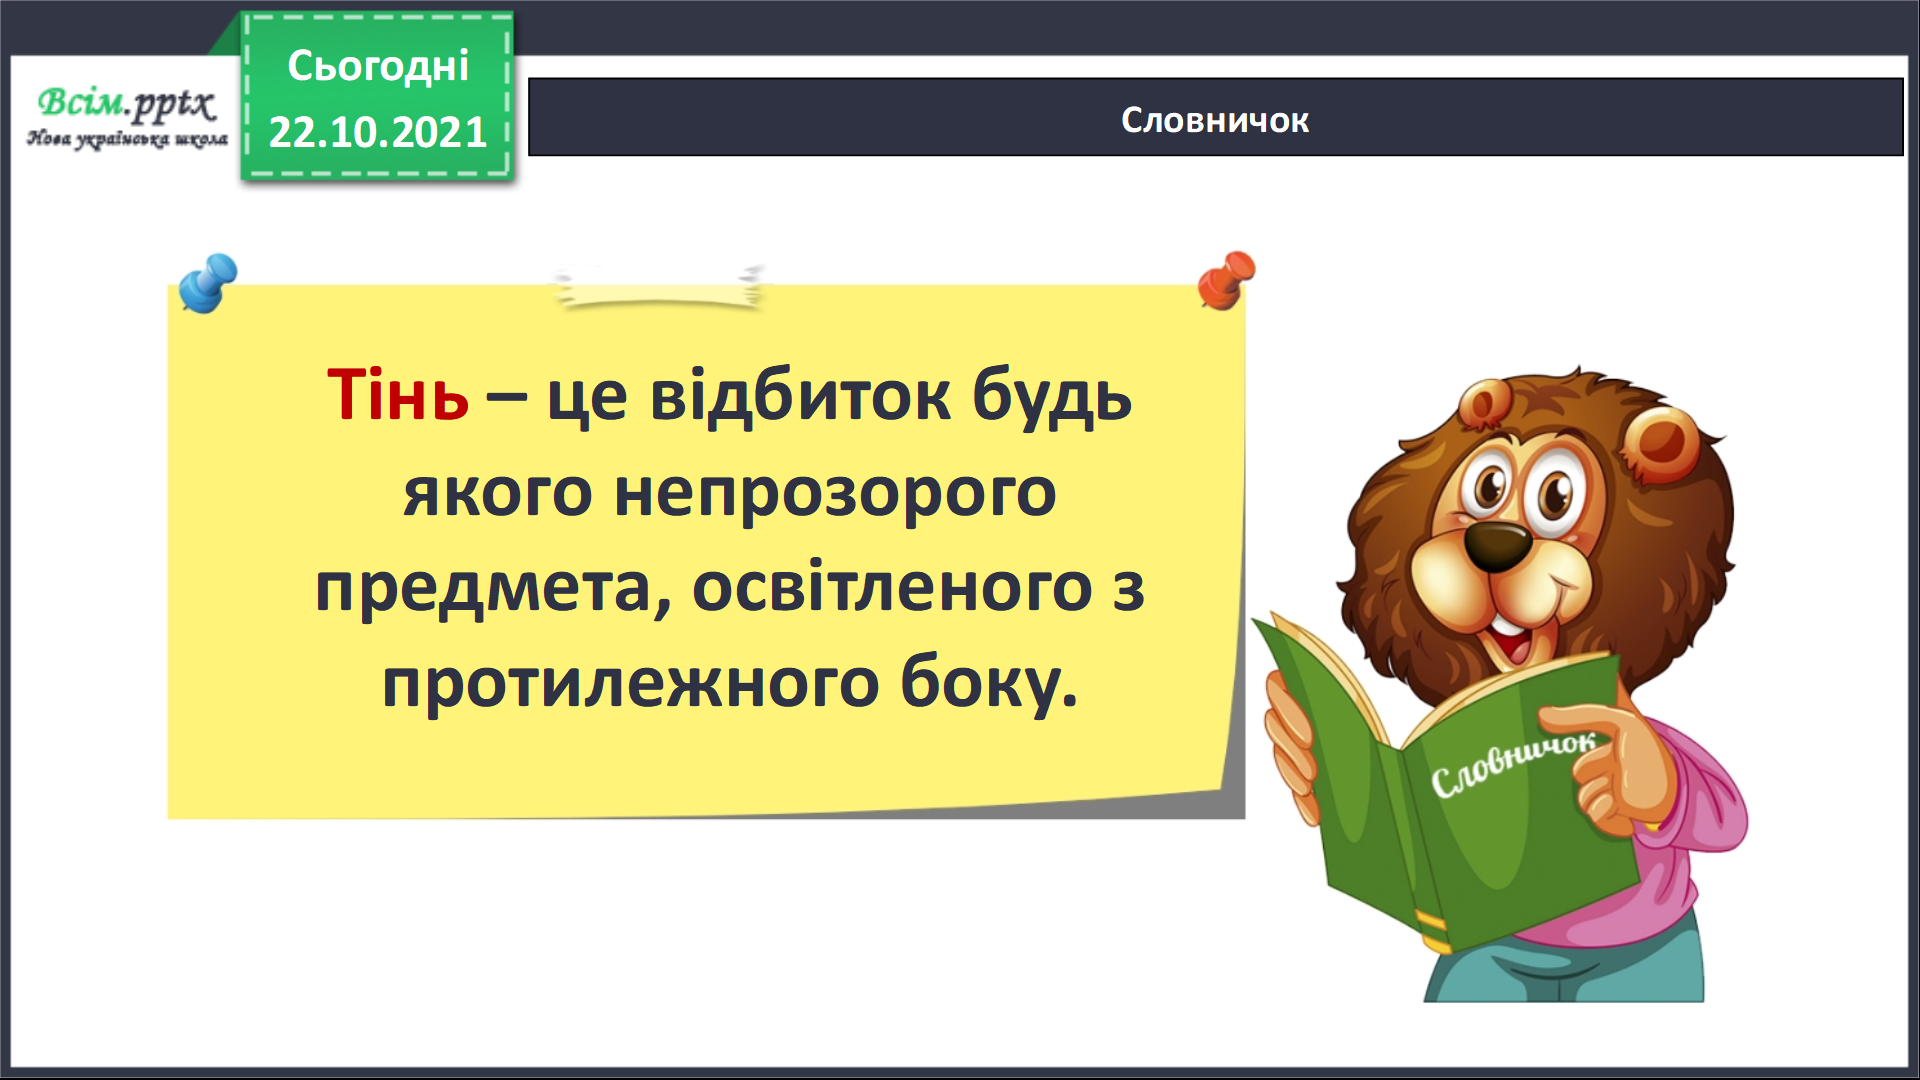 Сьогодні
22.10.2021
Всім.pptx
Нова українська школа
Словничок
Тінь – це відбиток будь
якого непрозорого
предмета, освітленого з
протилежного боку.
Словничок